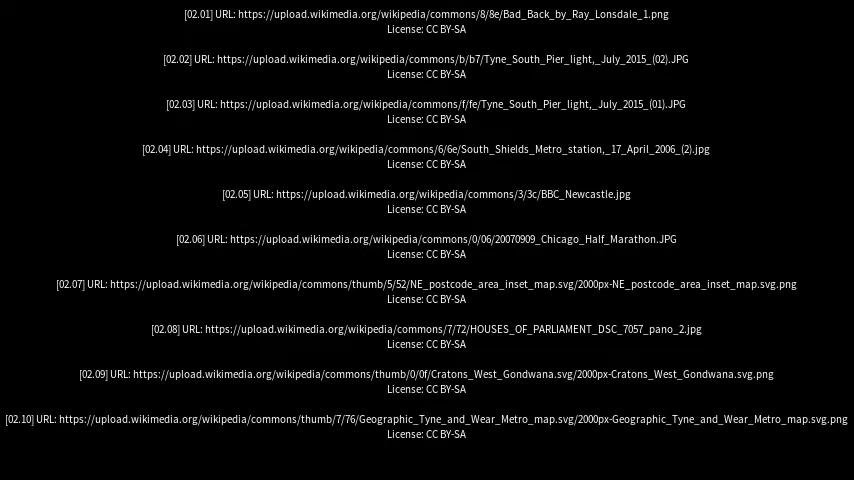 [02.01] URL: https://upload.wikimedia.org/wikipedia/commons/8/8e/Bad_Back_by_Ray_Lonsdale_1.png
License: CC BY-SA
[02.02] URL: https://upload.wikimedia.org/wikipedia/commons/b/b7/Tyne_South_Pier_light,_July_2015_(02).JPG
License: CC BY-SA
[02.03] URL: https://upload.wikimedia.org/wikipedia/commons/f/fe/Tyne_South_Pier_light,_July_2015_(01).JPG
License: CC BY-SA
[02.04] URL: https://upload.wikimedia.org/wikipedia/commons/6/6e/South_Shields_Metro_station,_17_April_2006_(2).jpg
License: CC BY-SA
[02.05] URL: https://upload.wikimedia.org/wikipedia/commons/3/3c/BBC_Newcastle.jpg
License: CC BY-SA
[02.06] URL: https://upload.wikimedia.org/wikipedia/commons/0/06/20070909_Chicago_Half_Marathon.JPG
License: CC BY-SA
[02.07] URL: https://upload.wikimedia.org/wikipedia/commons/thumb/5/52/NE_postcode_area_inset_map.svg/2000px-NE_postcode_area_inset_map.svg.png
License: CC BY-SA
[02.08] URL: https://upload.wikimedia.org/wikipedia/commons/7/72/HOUSES_OF_PARLIAMENT_DSC_7057_pano_2.jpg
License: CC BY-SA
[02.09] URL: https://upload.wikimedia.org/wikipedia/commons/thumb/0/0f/Cratons_West_Gondwana.svg/2000px-Cratons_West_Gondwana.svg.png
License: CC BY-SA
[02.10] URL: https://upload.wikimedia.org/wikipedia/commons/thumb/7/76/Geographic_Tyne_and_Wear_Metro_map.svg/2000px-Geographic_Tyne_and_Wear_Metro_map.svg.png
License: CC BY-SA